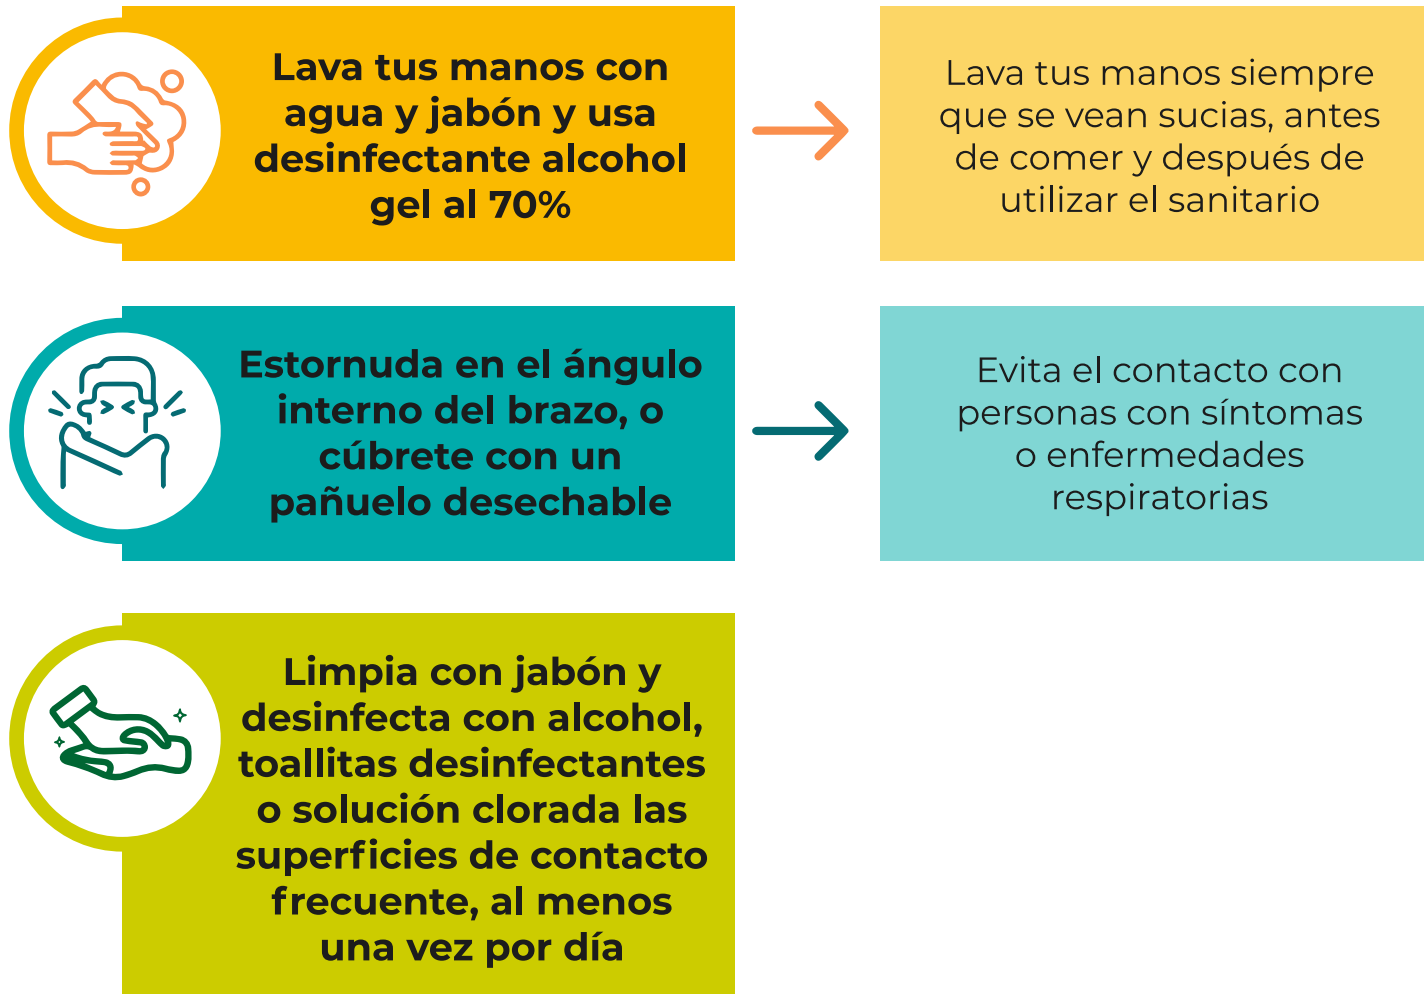 Lava tus manos con
agua y jabón y usa
desinfectante alcohol
gel al 70%
Lava tus manos siempre
que se vean sucias, antes
de comer y después de
utilizar el sanitario
Estornuda en el ángulo
interno del brazo, o
cúbrete con un
pañuelo desechable
Evita el contacto con
personas con síntomas
o enfermedades
respiratorias
Limpia con jabón y
desinfecta con alcohol,
toallitas desinfectantes
o solución clorada las
superficies de contacto
frecuente, al menos
una vez por día